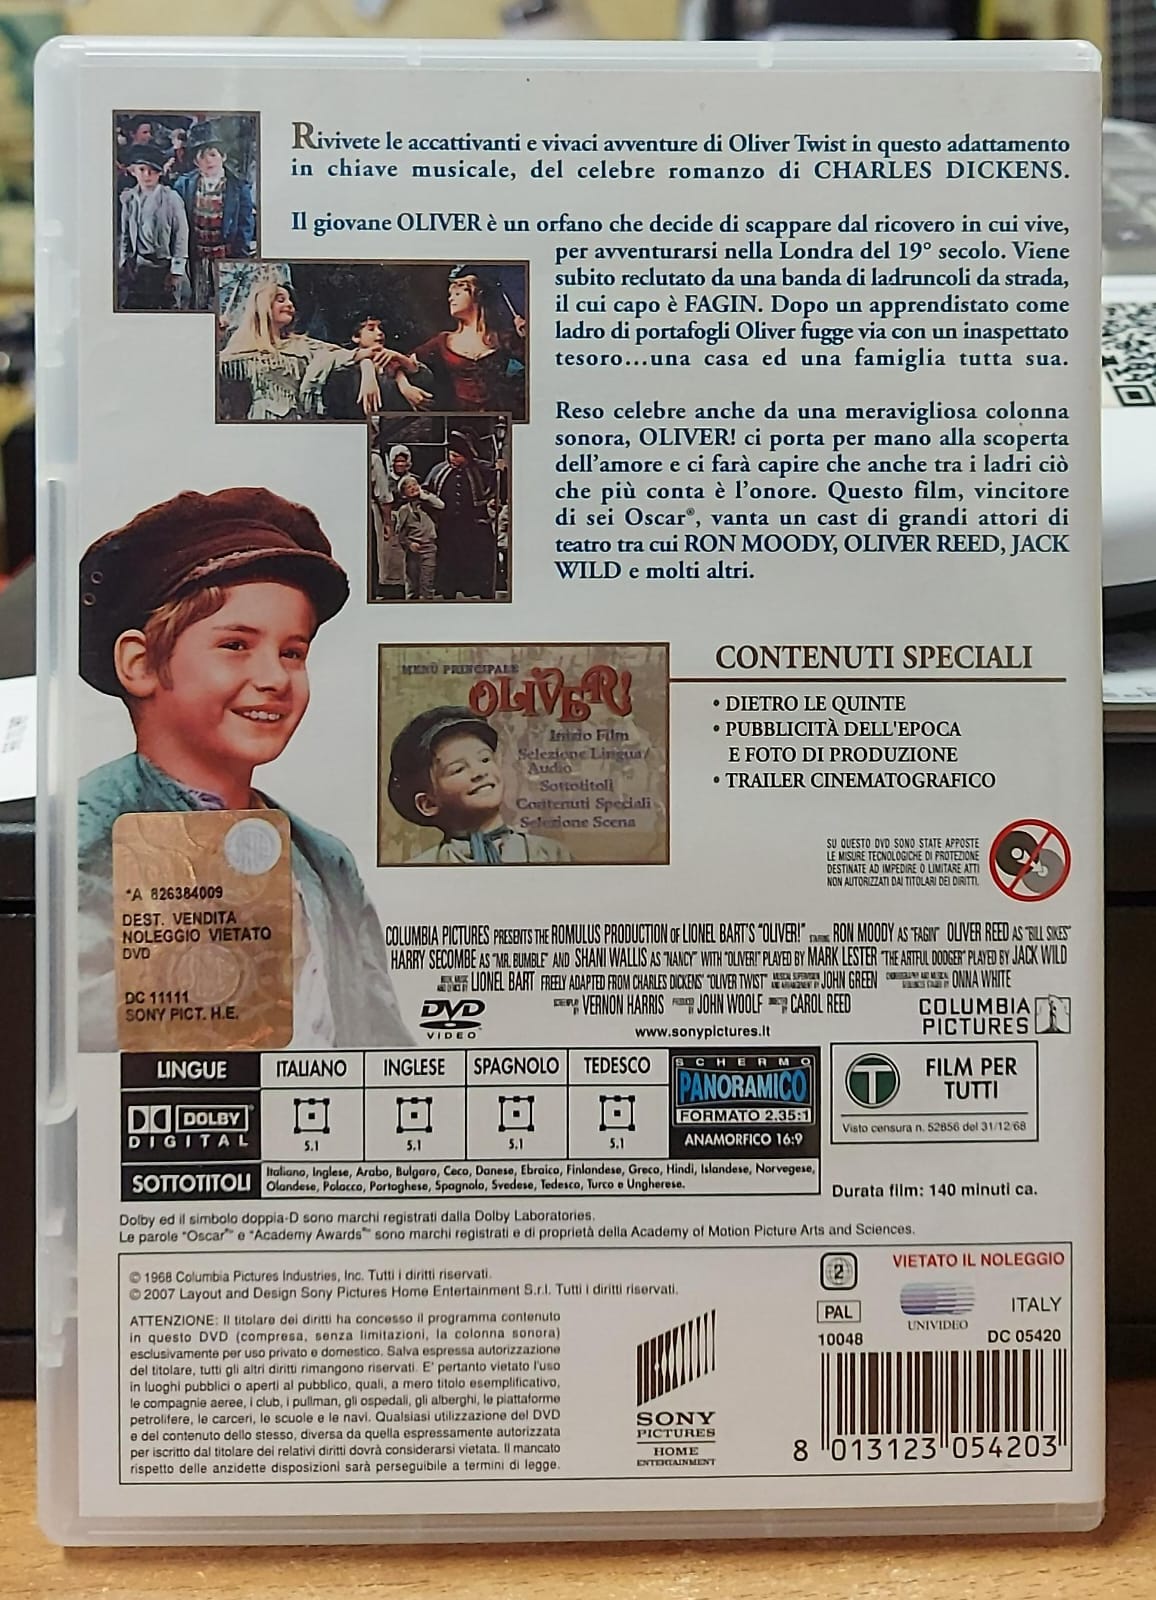 Rivivete le accattivanti e vivaci avventure di Oliver Twist in questo adattamento
in chiave musicale, del celebre romanzo di CHARLES DICKENS.
Il giovane OLIVER è un orfano che decide di scappare dal ricovero in cui vive,
per avventurarsi nella Londra del 19° secolo. Viene
subito reclutato da una banda di ladruncoli da strada,
il cui capo è FAGIN. Dopo un apprendistato come
ladro di portafogli Oliver fugge via con un inaspettato
tesoro...una casa ed una famiglia tutta sua.
Reso celebre anche da una meravigliosa colonna
sonora, OLIVER! ci porta per mano alla scoperta
dell'amore e ci farà capire che anche tra i ladri ciò
che più conta è l'onore. Questo film, vincitore
di sei Oscar®, vanta un cast di grandi attori di
teatro tra cui RON MOODY, OLIVER REED, JACK
WILD e molti altri.
MENÙ PRINCIPALE
OLIVER!
Inizio Film
Selezione Lingua/
Audio
Sottotitoli
Contenuti Speciali
Selezione Scena
CONTENUTI SPECIALI
• DIETRO LE QUINTE
• PUBBLICITÀ DELL'EPOCA
E FOTO DI PRODUZIONE
• TRAILER CINEMATOGRAFICO
SU QUESTO DVD SONO STATE APPOSTE
LE MISURE TECNOLOGICHE DI PROTEZIONE
DESTINATE AD IMPEDIRE O LIMITARE ATTI
NON AUTORIZZATI DAI TITOLARI DEI DIRITTI.
*A 826384009
DEST. VENDITA
NOLEGGIO VIETATO
DVD
DC 11111
SONY PICT. H.E.
COLUMBIA PICTURES PRESENTS THE ROMULUS PRODUCTION OF LIONEL BART'S "OLIVER!" STARRING RON MOODY AS "FAGIN" OLIVER REED AS "BILL SIKES"
HARRY SECOMBE AS "MR. BUMBLE" AND SHANI WALLIS AS "NANCY" WITH "OLIVER!" PLAYED BY MARK LESTER "THE ARTFUL DODGER" PLAYED BY JACK WILD
BOOK, MUSIC AND LYRICS BY LIONEL BART FREELY ADAPTED FROM CHARLES DICKENS' "OLIVER TWIST" MUSICAL SUPERVISION AND ARRANGEMENT BY JOHN GREEN ONNA WHITE
SCREENPLAY BY VERNON HARRIS PRODUCED BY JOHN WOOLF DIRECTED BY CAROL REED
DVD
VIDEO
www.sonypictures.it
COLUMBIA
PICTURES
LINGUE
ITALIANO
INGLESE
SPAGNOLO
TEDESCO
DOLBY
DIGITAL
5.1
5.1
5.1
5.1
SCHERMO
PANORAMICO
FORMATO 2.35:1
ANAMORFICO 16:9
T
FILM PER
TUTTI
Visto censura n. 52856 del 31/12/68
SOTTOTITOLI
Italiano, Inglese, Arabo, Bulgaro, Ceco, Danese, Ebraico, Finlandese, Greco, Hindi, Islandese, Norvegese,
Olandese, Polacco, Portoghese, Spagnolo, Svedese, Tedesco, Turco e Ungherese.
Durata film: 140 minuti ca.
Dolby ed il simbolo doppia-D sono marchi registrati dalla Dolby Laboratories.
Le parole "Oscar®" e "Academy Awards®" sono marchi registrati e di proprietà della Academy of Motion Picture Arts and Sciences.
© 1968 Columbia Pictures Industries, Inc. Tutti i diritti riservati.
© 2007 Layout and Design Sony Pictures Home Entertainment S.r.l. Tutti i diritti riservati.
ATTENZIONE: Il titolare dei diritti ha concesso il programma contenuto
in questo DVD (compresa, senza limitazioni, la colonna sonora)
esclusivamente per uso privato e domestico. Salva espressa autorizzazione
del titolare, tutti gli altri diritti rimangono riservati. E' pertanto vietato l'uso
in luoghi pubblici o aperti al pubblico, quali, a mero titolo esemplificativo,
le compagnie aeree, i club, i pullman, gli ospedali, gli alberghi, le piattaforme
petrolifere, le carceri, le scuole e le navi. Qualsiasi utilizzazione del DVD
e del contenuto dello stesso, diversa da quella espressamente autorizzata
per iscritto dal titolare dei relativi diritti dovrà considerarsi vietata. Il mancato
rispetto delle anzidette disposizioni sarà perseguibile a termini di legge.
SONY
PICTURES
HOME
ENTERTAINMENT
2
VIETATO IL NOLEGGIO
PAL
UNIVIDEO
ITALY
10048
DC 05420
8 013123 054203